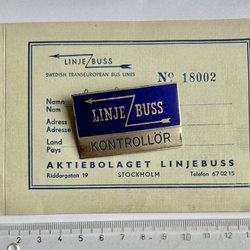 LINJE BUSS
SWEDISH TRANSEUROPEAN BUS LINES
Nº 18002
Namn
Name
Adress
Adresse
Land
Pays
LINJE BUSS
KONTROLLÖR
AKTIEBOLAGET LINJEBUSS
Riddargatan 19 STOCKHOLM Telefon 67 02 15